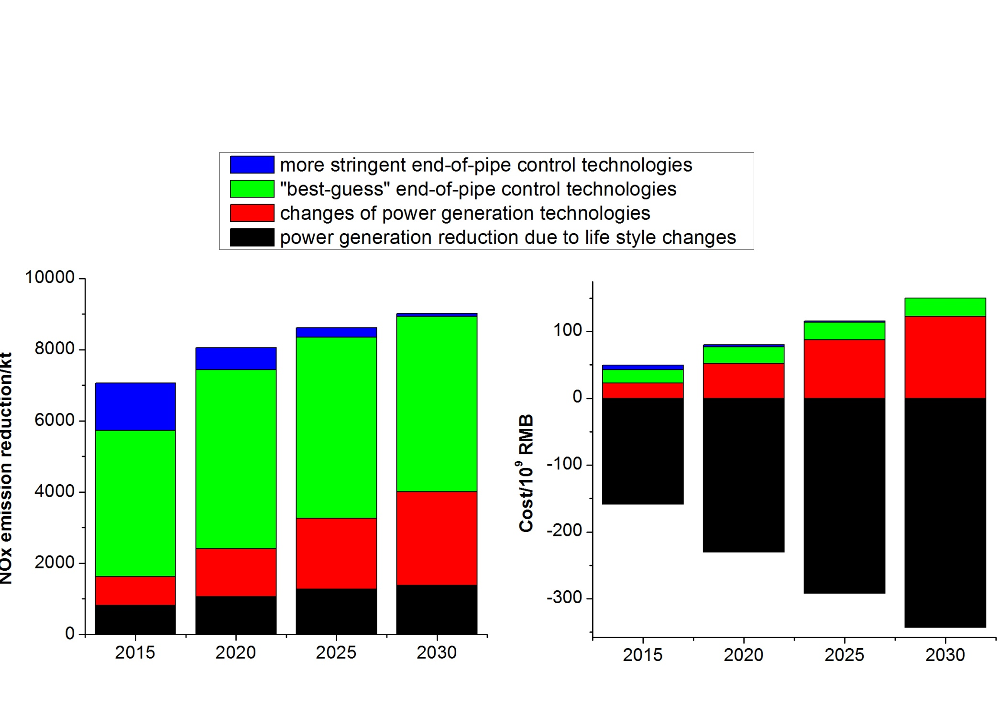 more stringent end-of-pipe control technologies
"best-guess" end-of-pipe control technologies
changes of power generation technologies
power generation reduction due to life style changes
NOx emission reduction/kt
10000
8000
6000
4000
2000
0
2015 2020 2025 2030
Cost/10⁹ RMB
100
0
-100
-200
-300
2015 2020 2025 2030